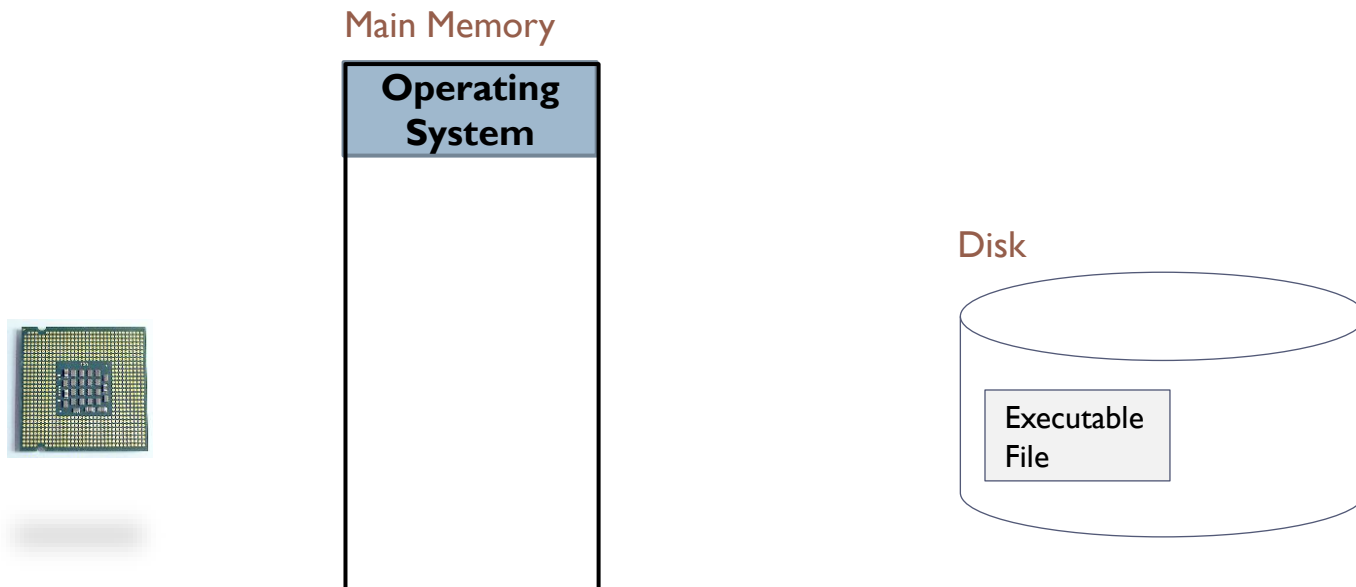 Main Memory
Operating
System
Disk
Executable
File